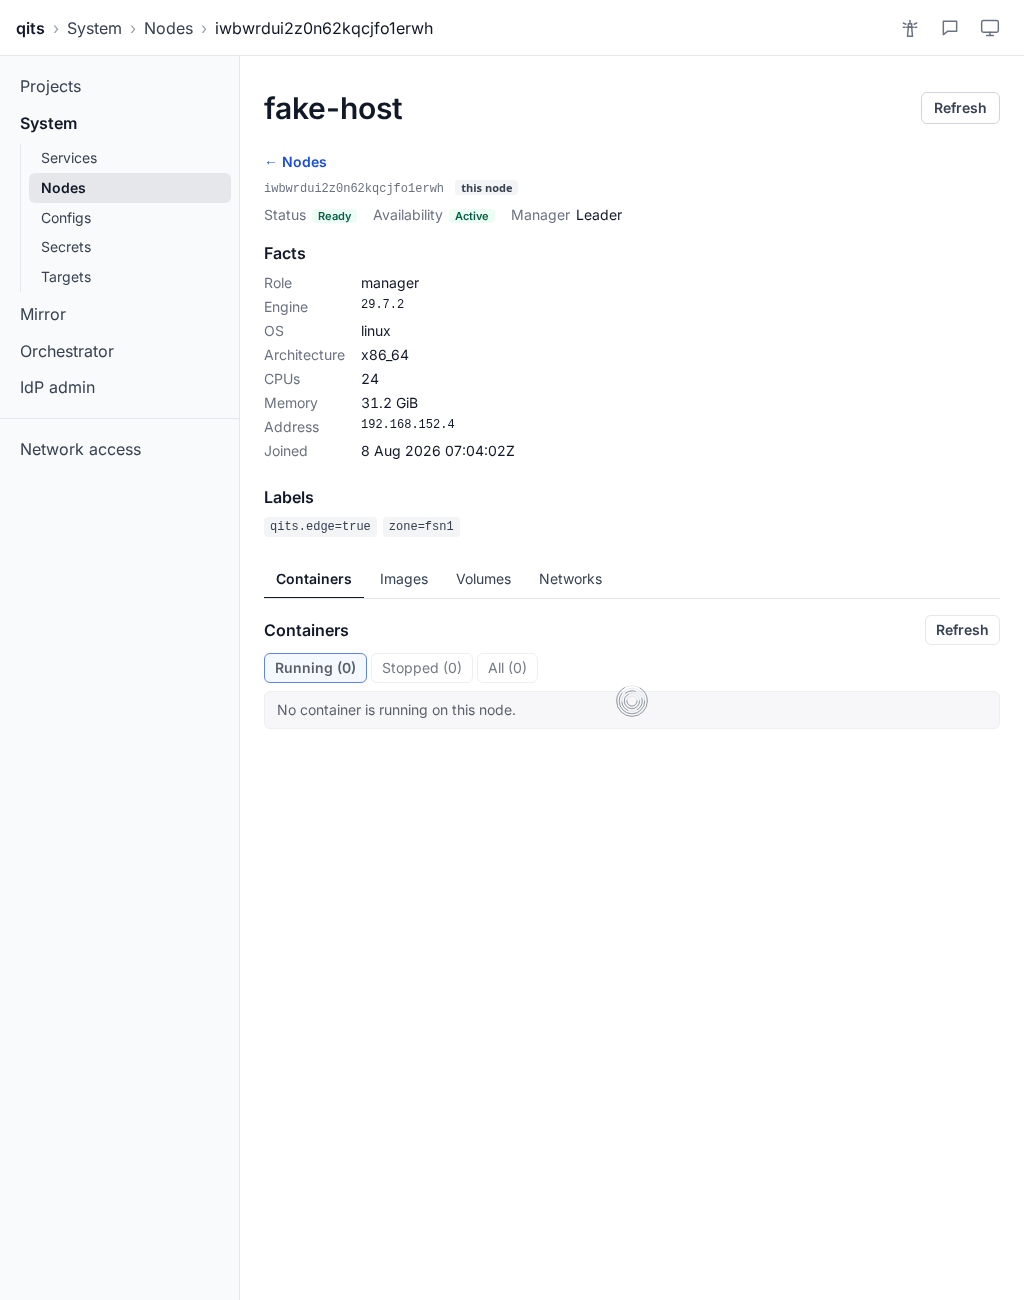 qits › System › Nodes › iwbwrdui2z0n62kqcjfo1erwh
Projects
System
Services
Nodes
Configs
Secrets
Targets
Mirror
Orchestrator
IdP admin
Network access
fake-host
Refresh
← Nodes
iwbwrdui2z0n62kqcjfo1erwh this node
Status Ready Availability Active Manager Leader
Facts
Role manager
Engine 29.7.2
OS linux
Architecture x86_64
CPUs 24
Memory 31.2 GiB
Address 192.168.152.4
Joined 8 Aug 2026 07:04:02Z
Labels
qits.edge=true zone=fsn1
Containers Images Volumes Networks
Containers
Refresh
Running (0) Stopped (0) All (0)
No container is running on this node.